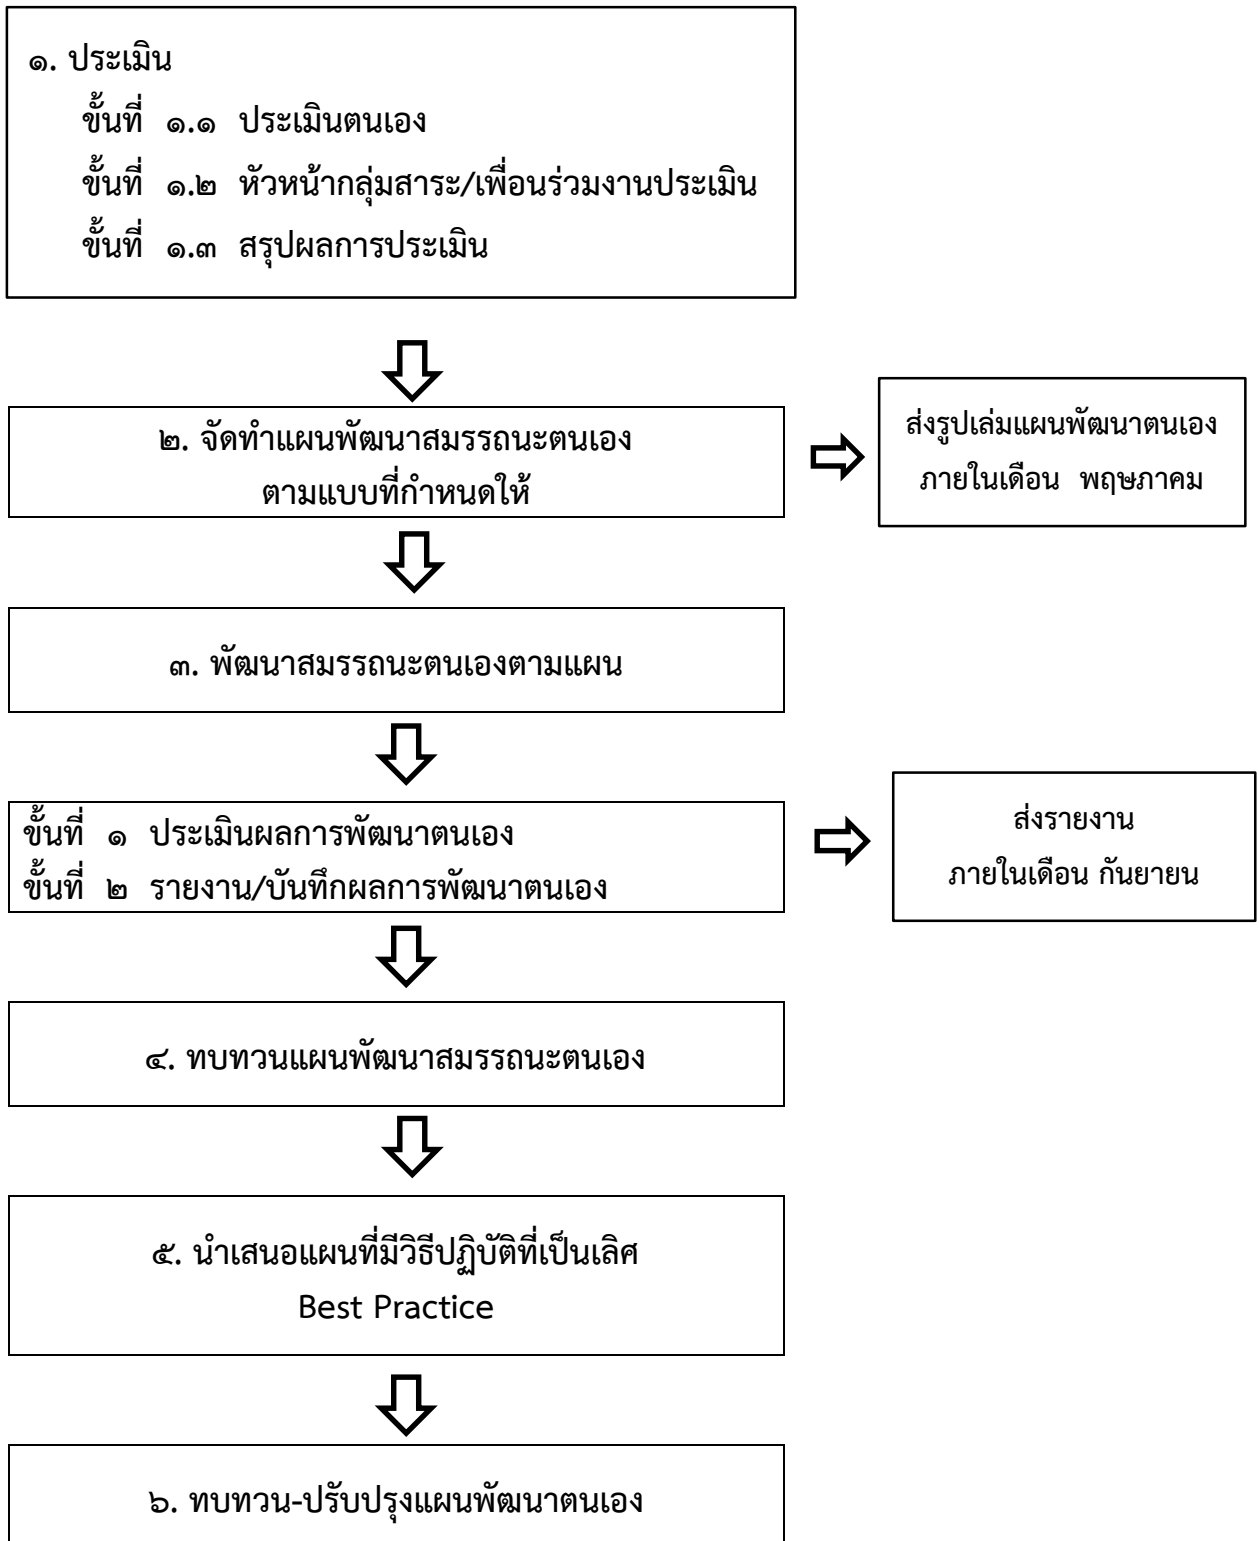 ๑. ประเมิน
ขั้นที่ ๑.๑ ประเมินตนเอง
ขั้นที่ ๑.๒ หัวหน้ากลุ่มสาระ/เพื่อนร่วมงานประเมิน
ขั้นที่ ๑.๓ สรุปผลการประเมิน
๒. จัดทำแผนพัฒนาสมรรถนะตนเอง
ตามแบบที่กำหนดให้
ส่งรูปเล่มแผนพัฒนาตนเอง
ภายในเดือน พฤษภาคม
๓. พัฒนาสมรรถนะตนเองตามแผน
ขั้นที่ ๑ ประเมินผลการพัฒนาตนเอง
ขั้นที่ ๒ รายงาน/บันทึกผลการพัฒนาตนเอง
ส่งรายงาน
ภายในเดือน กันยายน
๔. ทบทวนแผนพัฒนาสมรรถนะตนเอง
๕. นำเสนอแผนที่มีวิธีปฏิบัติที่เป็นเลิศ
Best Practice
๖. ทบทวน-ปรับปรุงแผนพัฒนาตนเอง